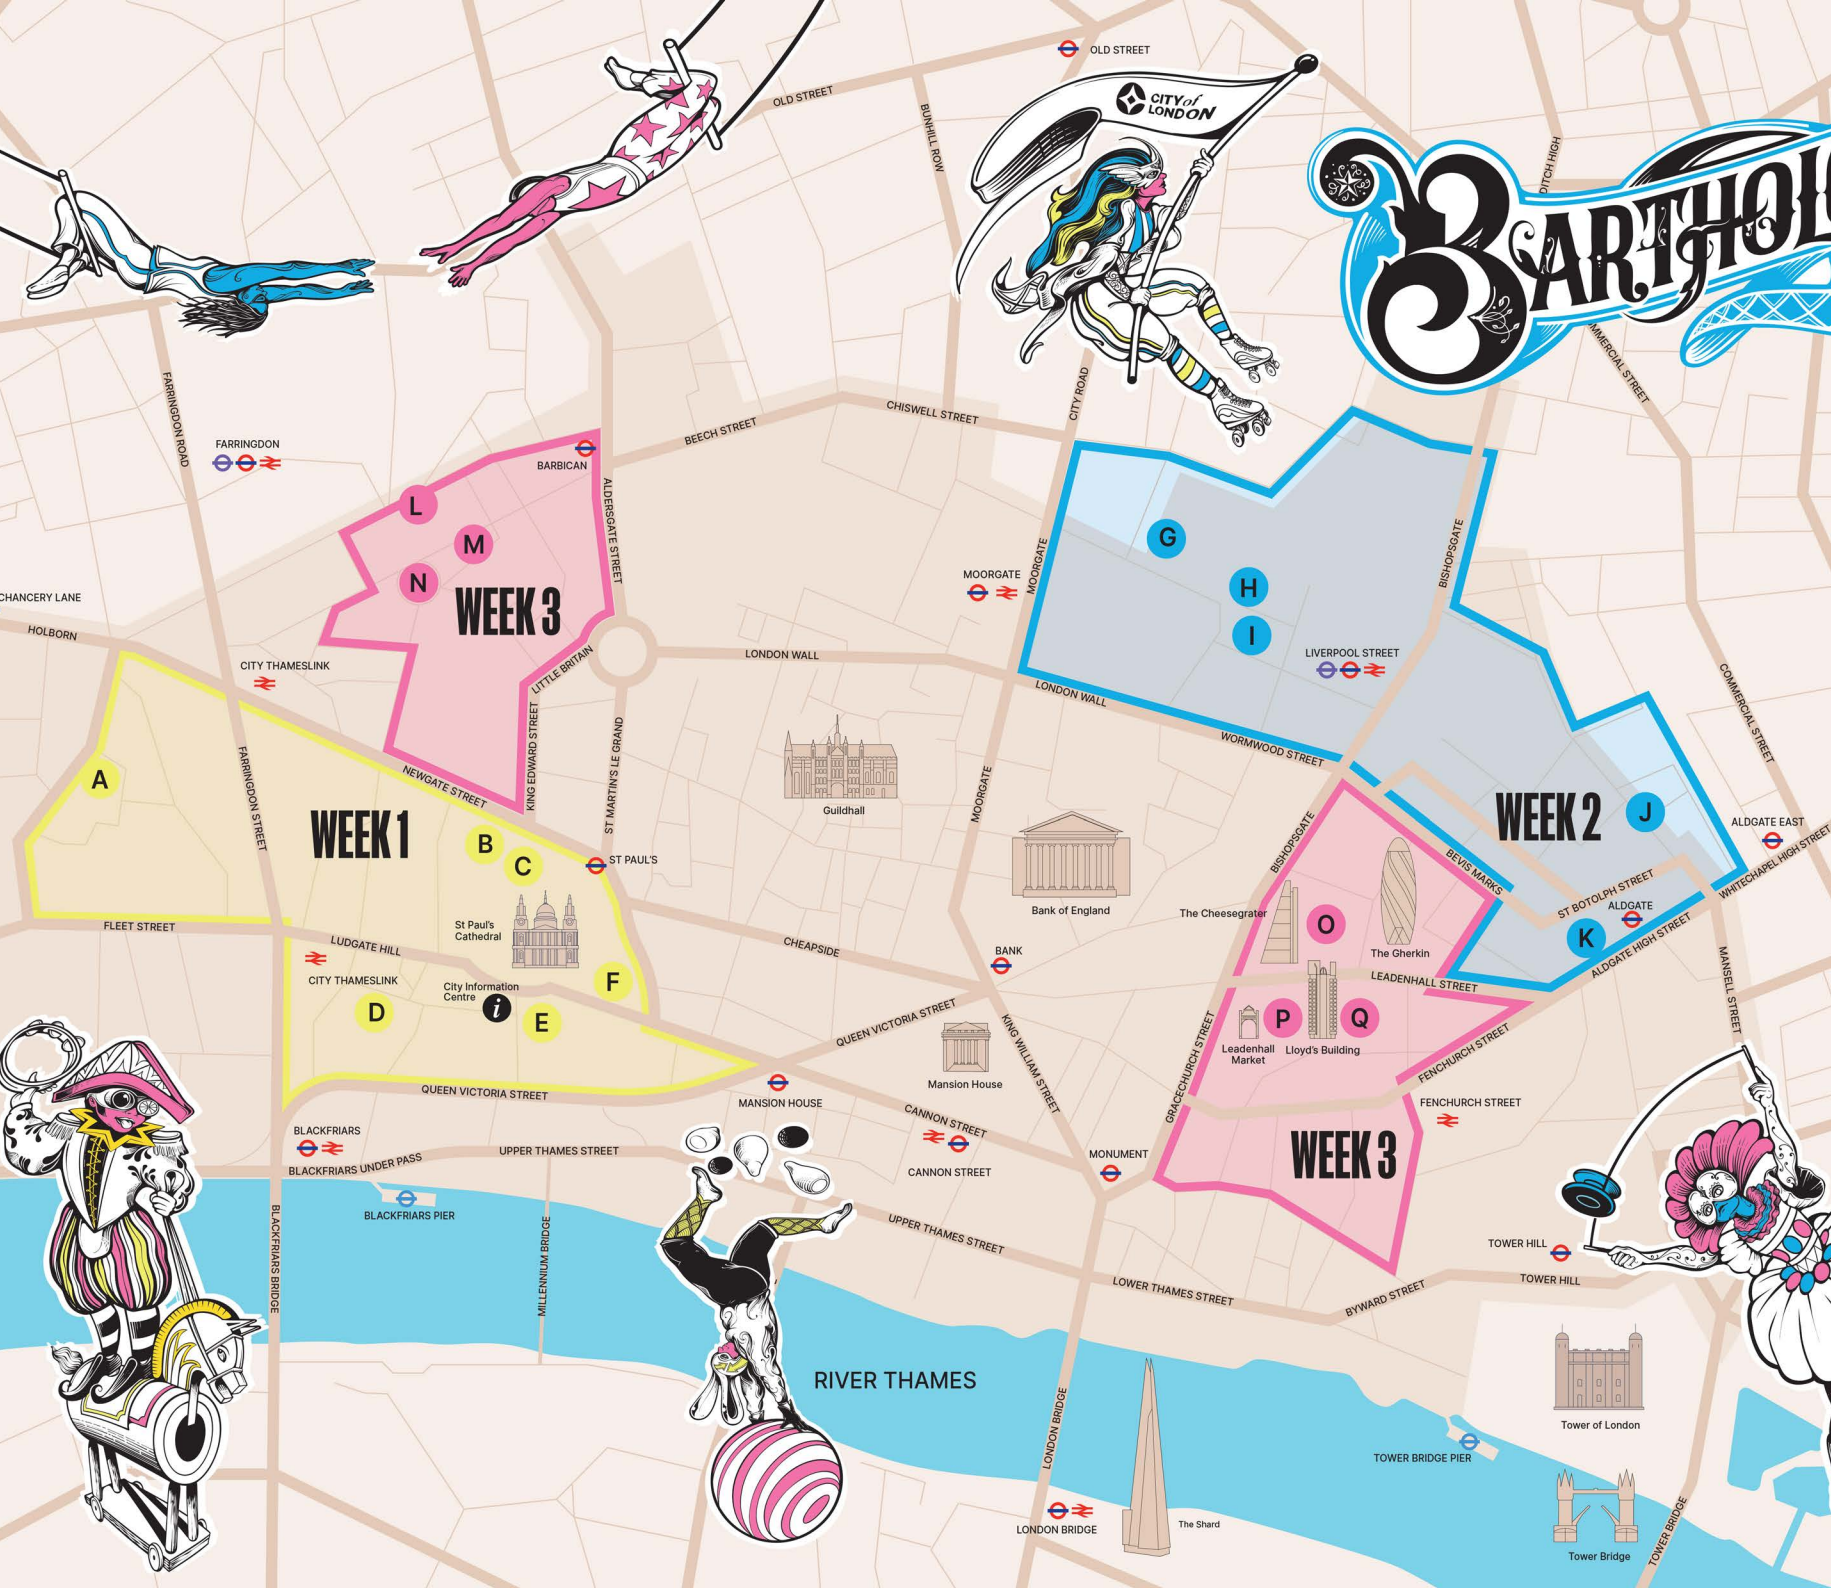 OLD STREET
OLD STREET
BUNHILL ROW
CITY of
LONDON
DITCH HIGH
BARTHOL
MMERCIAL STREET
CITY ROAD
CHISWELL STREET
BEECH STREET
FARRINGDON ROAD
FARRINGDON
BARBICAN
ALDERSGATE STREET
L
M
N
WEEK 3
G
H
I
MOORGATE
MOORGATE
BISHOPSGATE
LIVERPOOL STREET
CHANCERY LANE
HOLBORN
CITY THAMESLINK
LITTLE BRITAIN
LONDON WALL
LONDON WALL
WORMWOOD STREET
COMMERCIAL STREET
KING EDWARD STREET
ST MARTIN'S LE GRAND
NEWGATE STREET
FARRINGDON STREET
A
WEEK 1
B
C
ST PAUL'S
Guildhall
MOORGATE
Bank of England
BISHOPSGATE
WEEK 2
J
ALDGATE EAST
WHITECHAPEL HIGH STREET
BEVIS MARKS
ST BOTOLPH STREET
ALDGATE
K
ALDGATE HIGH STREET
MANSELL STREET
The Cheesegrater
O
The Gherkin
LEADENHALL STREET
FLEET STREET
LUDGATE HILL
St Paul's
Cathedral
CHEAPSIDE
BANK
CITY THAMESLINK
City Information
Centre
i
D
E
F
QUEEN VICTORIA STREET
KING WILLIAM STREET
Mansion House
GRACECHURCH STREET
P
Q
Leadenhall
Market
Lloyd's Building
FENCHURCH STREET
FENCHURCH STREET
QUEEN VICTORIA STREET
MANSION HOUSE
CANNON STREET
CANNON STREET
MONUMENT
WEEK 3
BLACKFRIARS
BLACKFRIARS UNDER PASS
UPPER THAMES STREET
BLACKFRIARS PIER
BLACKFRIARS BRIDGE
MILLENNIUM BRIDGE
UPPER THAMES STREET
LOWER THAMES STREET
BYWARD STREET
TOWER HILL
TOWER HILL
RIVER THAMES
LONDON BRIDGE
LONDON BRIDGE
The Shard
TOWER BRIDGE PIER
Tower of London
Tower Bridge
TOWER BRIDGE